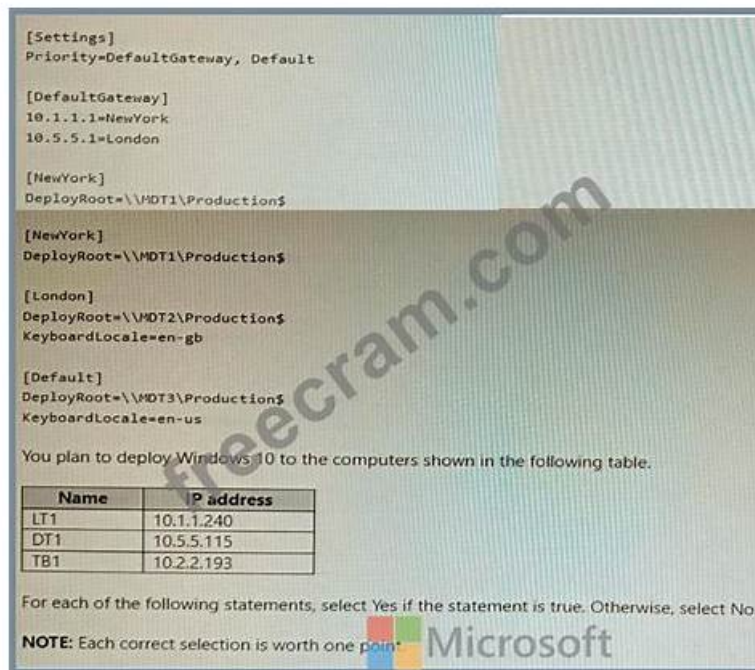 [Settings]
Priority=DefaultGateway, Default
[DefaultGateway]
10.1.1.1=NewYork
10.5.5.1=London
[NewYork]
DeployRoot=\\MDT1\Production$
[NewYork]
DeployRoot=\\MDT1\Production$
[London]
DeployRoot=\\MDT2\Production$
KeyboardLocale=en-gb
[Default]
DeployRoot=\\MDT3\Production$
KeyboardLocale=en-us
You plan to deploy Windows 10 to the computers shown in the following table.
Name IP address
LT1 10.1.1.240
DT1 10.5.5.115
TB1 10.2.2.193
For each of the following statements, select Yes if the statement is true. Otherwise, select No
NOTE: Each correct selection is worth one point.
Microsoft
freecram.com